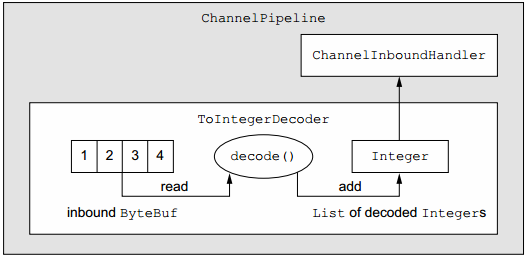 ChannelPipeline
ChannelInboundHandler
ToIntegerDecoder
1 2 3 4
decode()
Integer
read
add
inbound ByteBuf
List of decoded Integers